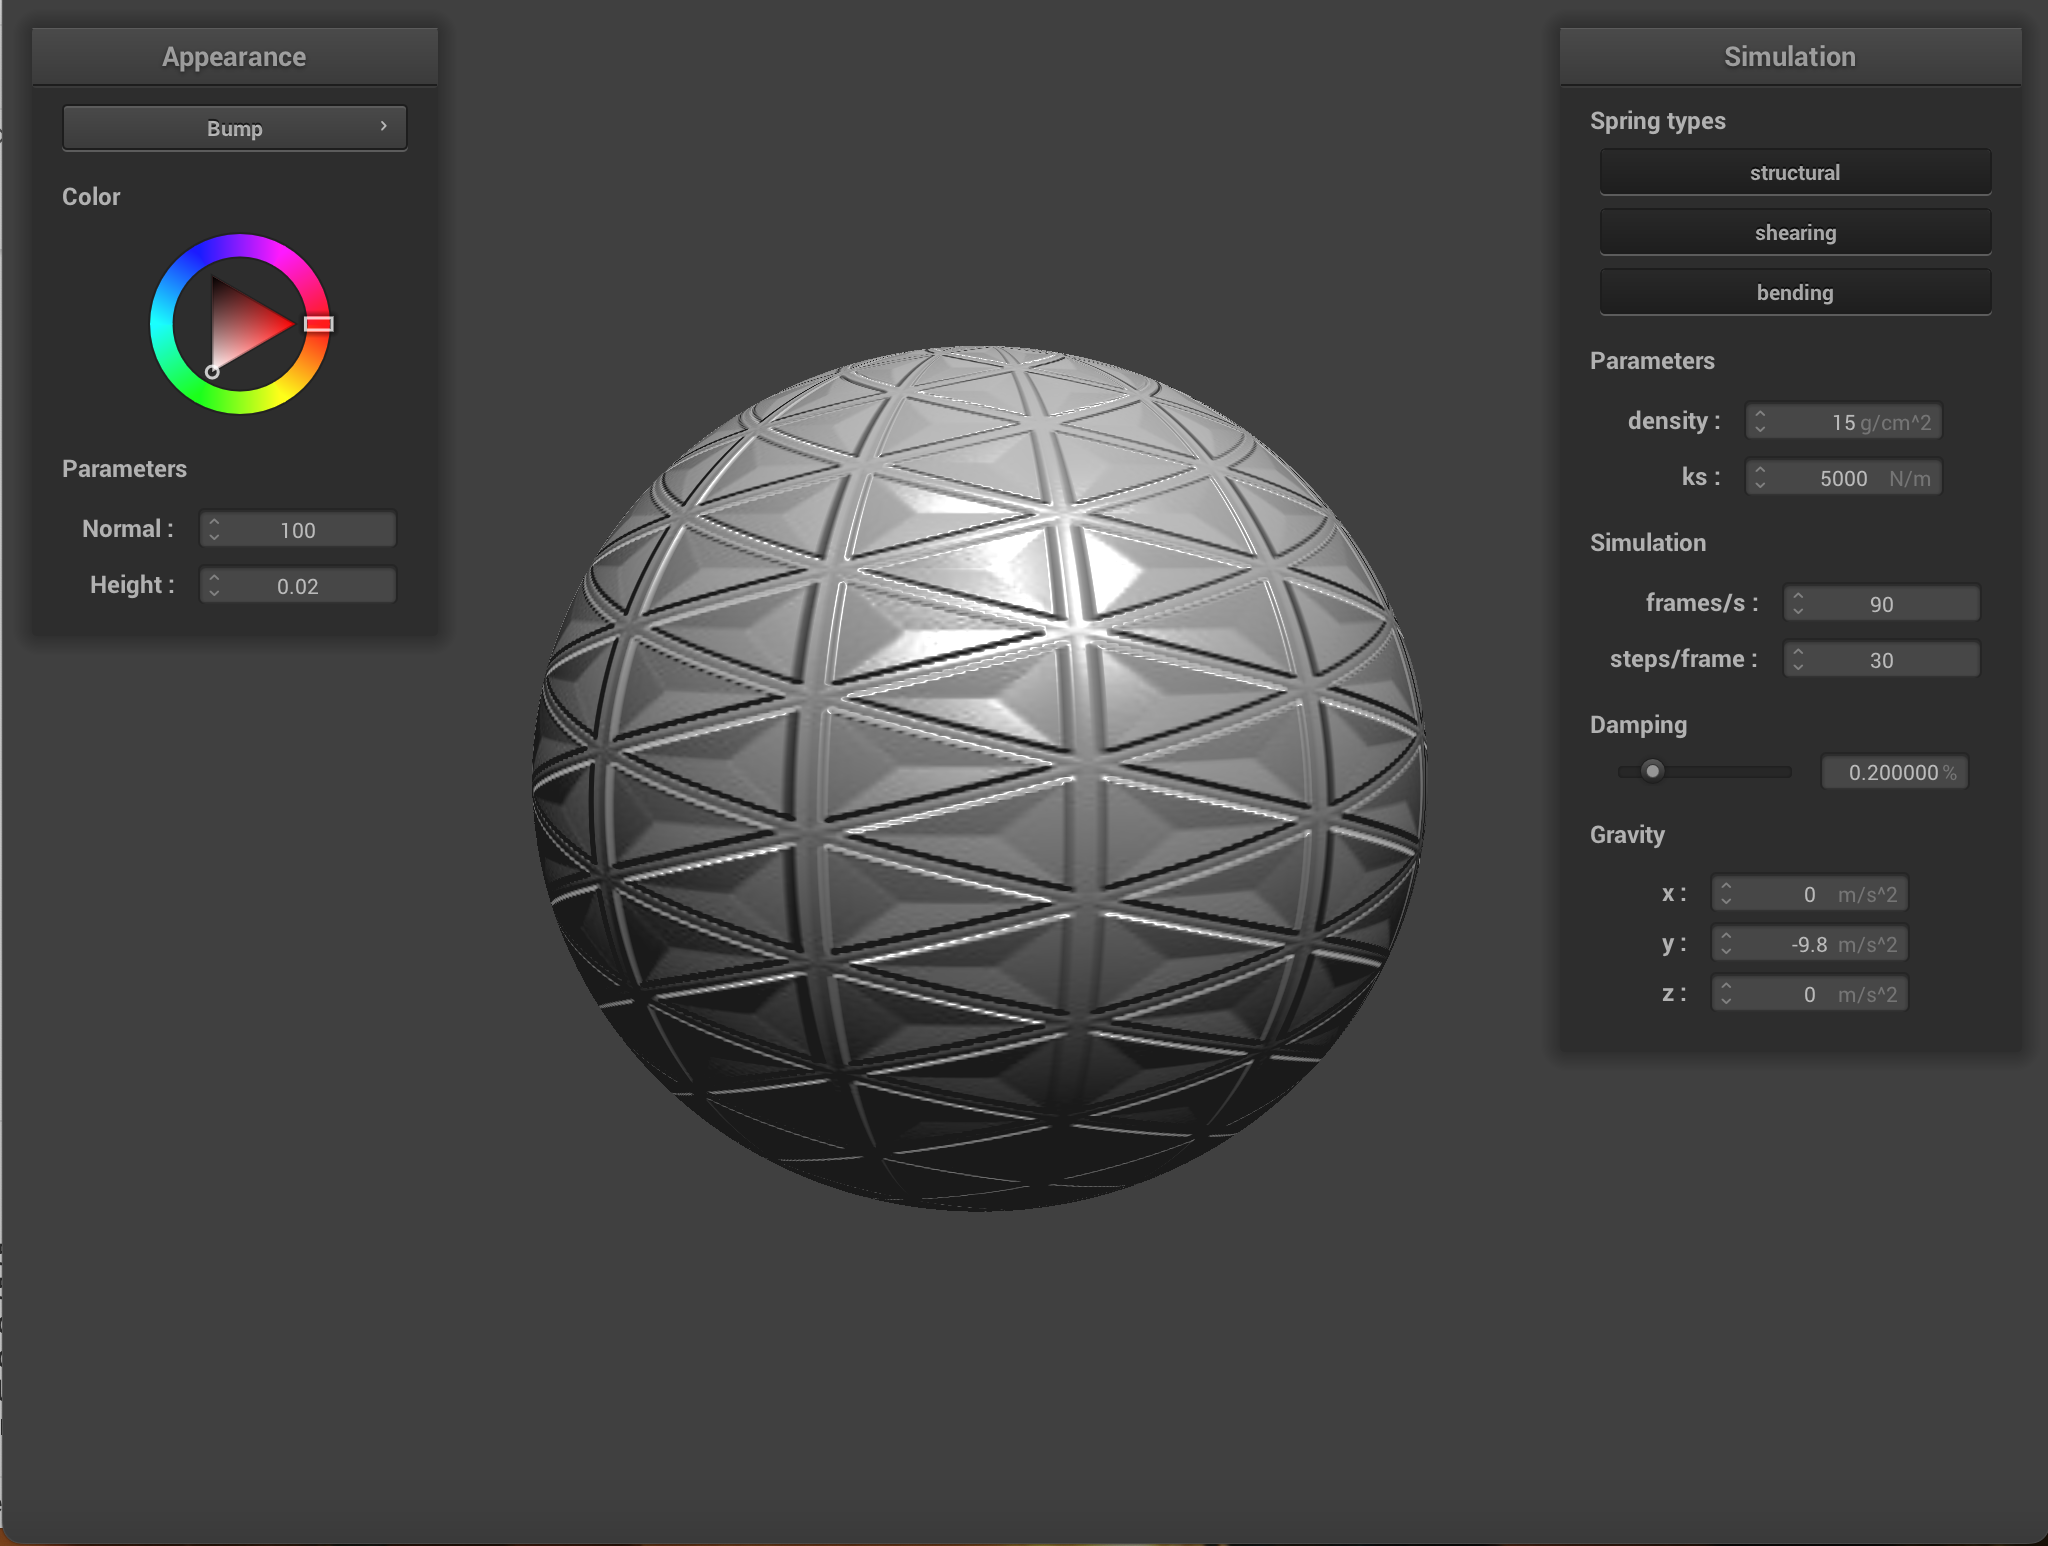 Appearance
Bump
Color
Parameters
Normal : 100
Height : 0.02
Simulation
Spring types
structural
shearing
bending
Parameters
density : 15 g/cm^2
ks : 5000 N/m
Simulation
frames/s : 90
steps/frame : 30
Damping
0.200000 %
Gravity
x : 0 m/s^2
y : -9.8 m/s^2
z : 0 m/s^2